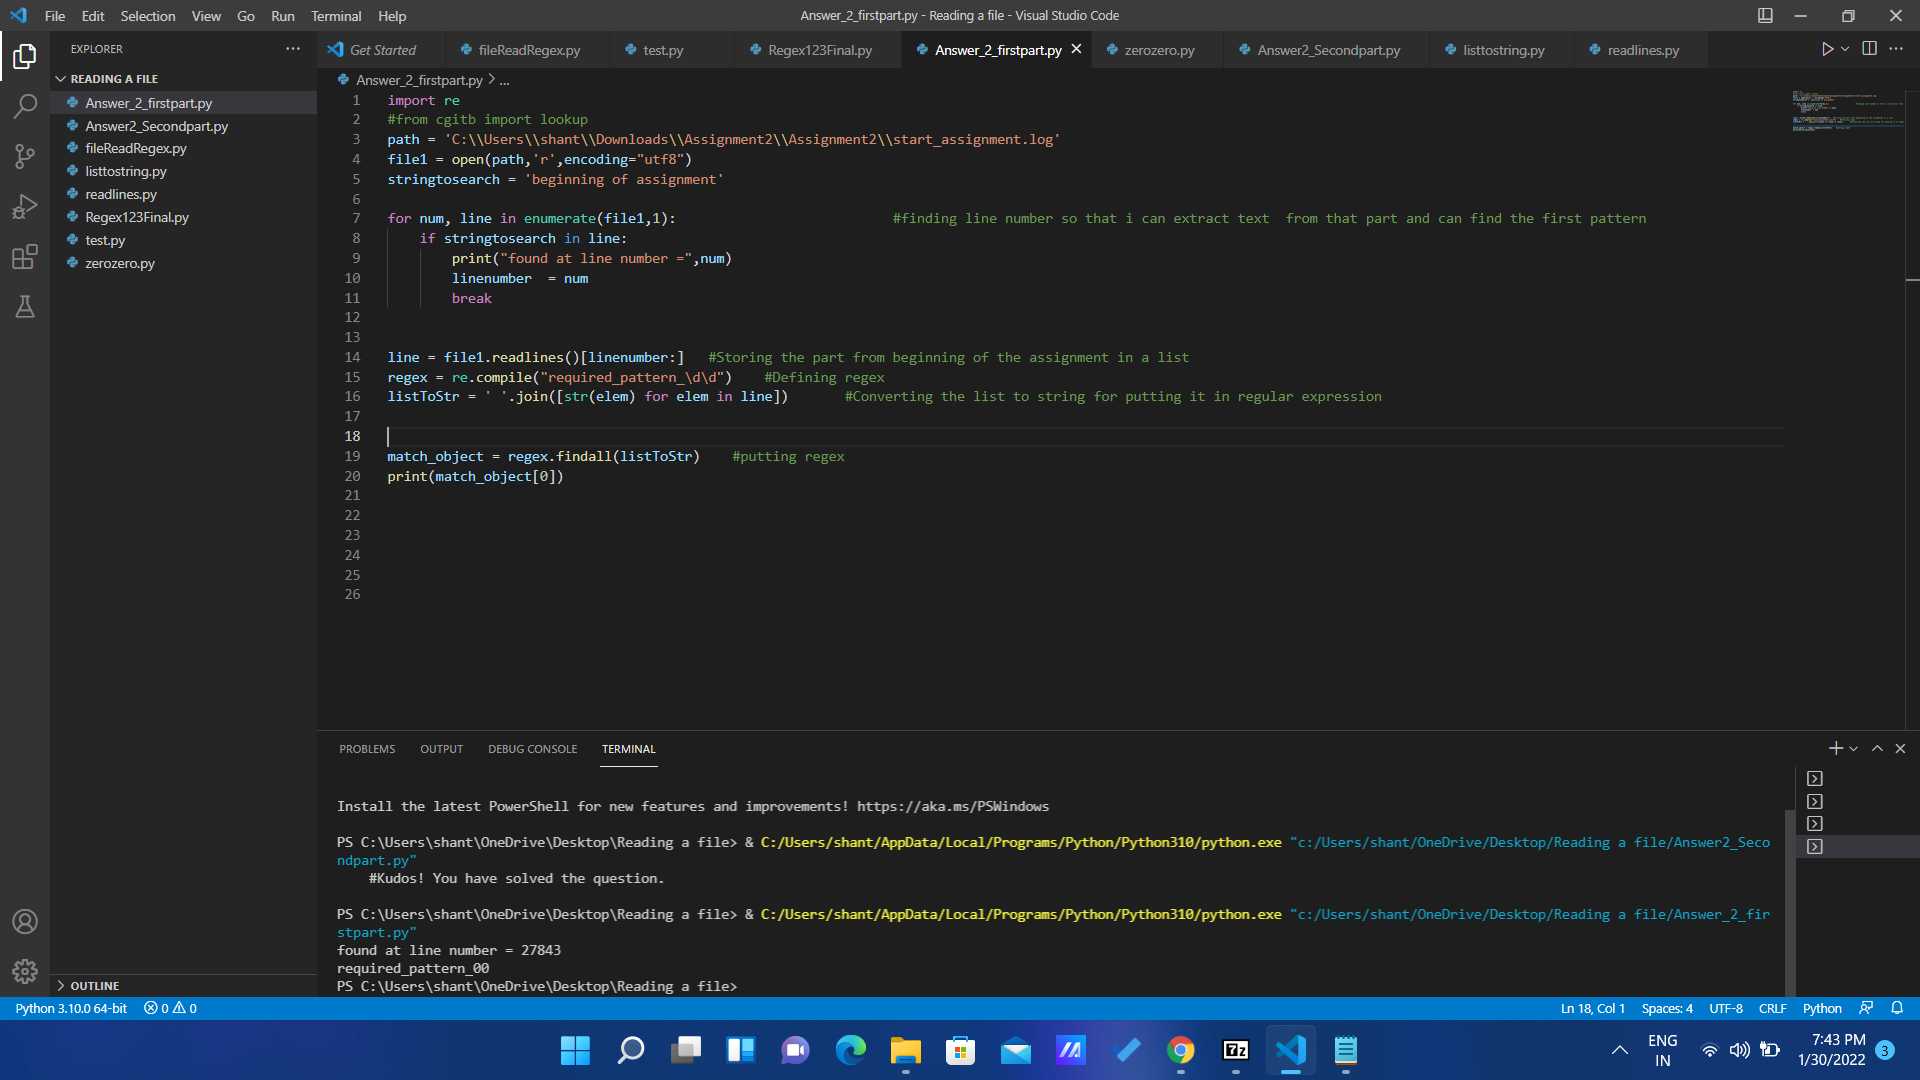 File Edit Selection View Go Run Terminal Help
Answer_2_firstpart.py - Reading a file - Visual Studio Code
EXPLORER
READING A FILE
Answer_2_firstpart.py
Answer2_Secondpart.py
fileReadRegex.py
listtostring.py
readlines.py
Regex123Final.py
test.py
zerozero.py
OUTLINE
Get Started fileReadRegex.py test.py Regex123Final.py Answer_2_firstpart.py zerozero.py Answer2_Secondpart.py listtostring.py readlines.py
Answer_2_firstpart.py > ...
1 import re
2 #from cgitb import lookup
3 path = 'C:\\Users\\shant\\Downloads\\Assignment2\\Assignment2\\start_assignment.log'
4 file1 = open(path,'r',encoding="utf8")
5 stringtosearch = 'beginning of assignment'
6
7 for num, line in enumerate(file1,1): #finding line number so that i can extract text  from that part and can find the first pattern
8 if stringtosearch in line:
9 print("found at line number =",num)
10 linenumber  = num
11 break
12
13
14 line = file1.readlines()[linenumber:] #Storing the part from beginning of the assignment in a list
15 regex = re.compile("required_pattern_\d\d") #Defining regex
16 listToStr = ' '.join([str(elem) for elem in line]) #Converting the list to string for putting it in regular expression
17
18
19 match_object = regex.findall(listToStr) #putting regex
20 print(match_object[0])
21
22
23
24
25
26
PROBLEMS OUTPUT DEBUG CONSOLE TERMINAL
Install the latest PowerShell for new features and improvements! https://aka.ms/PSWindows
PS C:\Users\shant\OneDrive\Desktop\Reading a file> & C:/Users/shant/AppData/Local/Programs/Python/Python310/python.exe "c:/Users/shant/OneDrive/Desktop/Reading a file/Answer2_Seco
ndpart.py"
#Kudos! You have solved the question.
PS C:\Users\shant\OneDrive\Desktop\Reading a file> & C:/Users/shant/AppData/Local/Programs/Python/Python310/python.exe "c:/Users/shant/OneDrive/Desktop/Reading a file/Answer_2_fir
stpart.py"
found at line number = 27843
required_pattern_00
PS C:\Users\shant\OneDrive\Desktop\Reading a file>
Python 3.10.0 64-bit 0 0 Ln 18, Col 1 Spaces: 4 UTF-8 CRLF Python
7z
ENG
IN
7:43 PM
1/30/2022
3